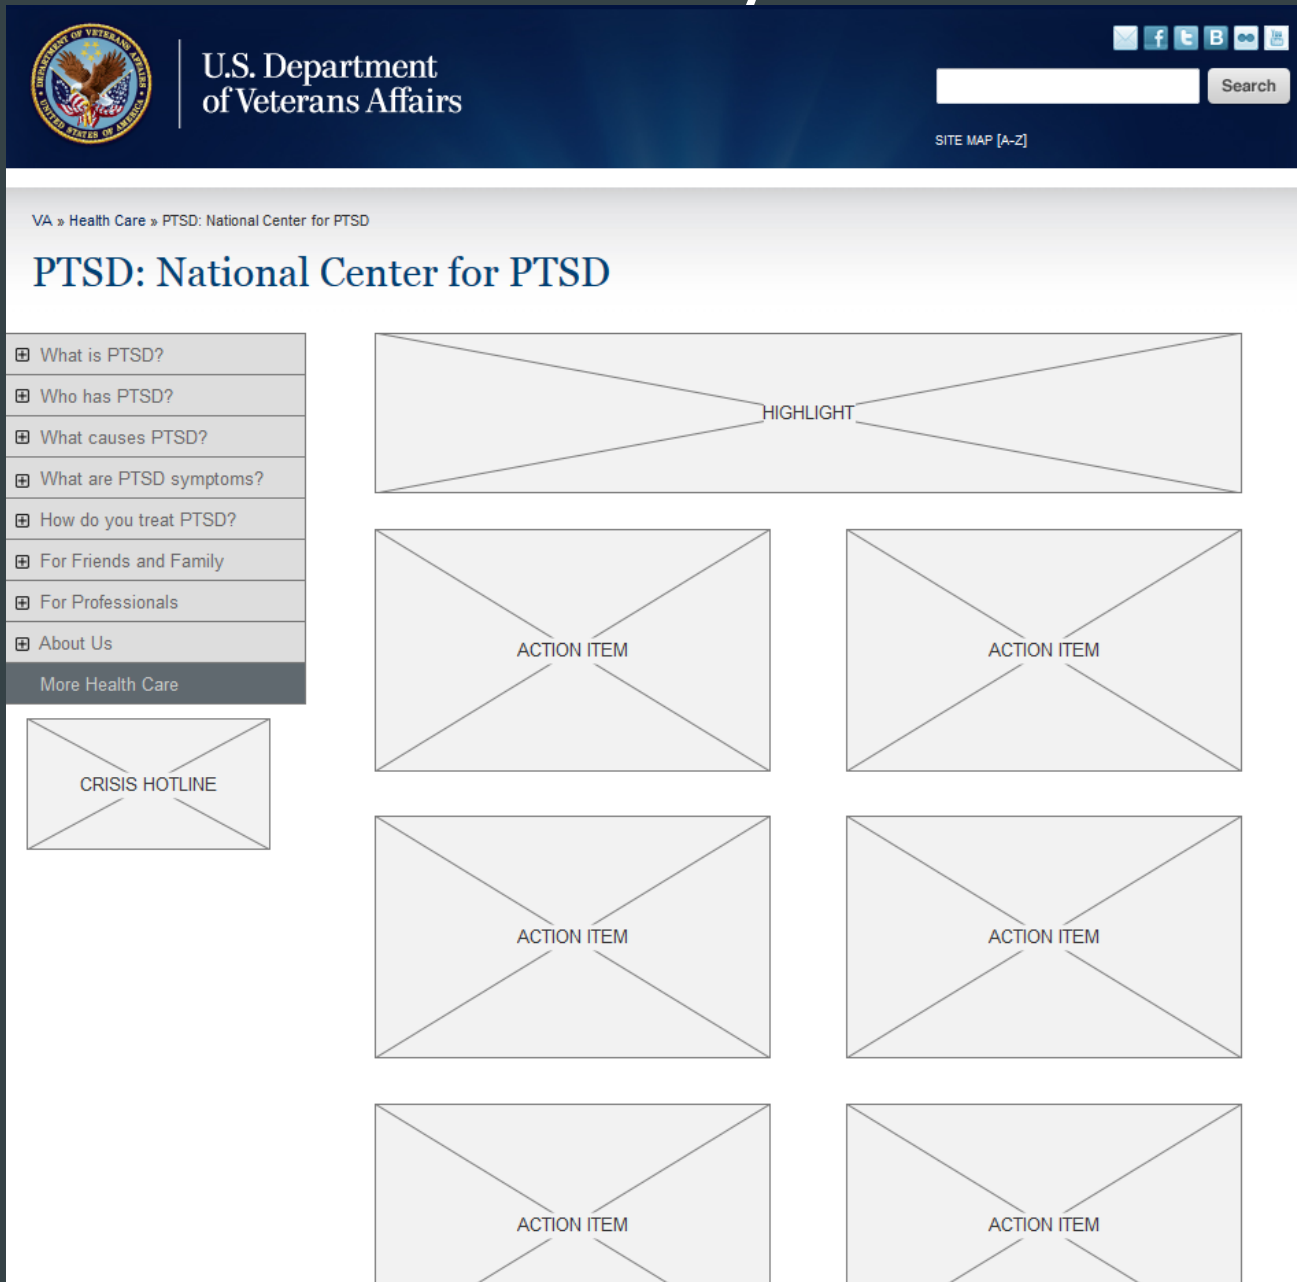 U.S. Department
of Veterans Affairs
Search
SITE MAP [A-Z]
VA » Health Care » PTSD: National Center for PTSD
PTSD: National Center for PTSD
What is PTSD?
Who has PTSD?
What causes PTSD?
What are PTSD symptoms?
How do you treat PTSD?
For Friends and Family
For Professionals
About Us
More Health Care
CRISIS HOTLINE
HIGHLIGHT
ACTION ITEM
ACTION ITEM
ACTION ITEM
ACTION ITEM
ACTION ITEM
ACTION ITEM